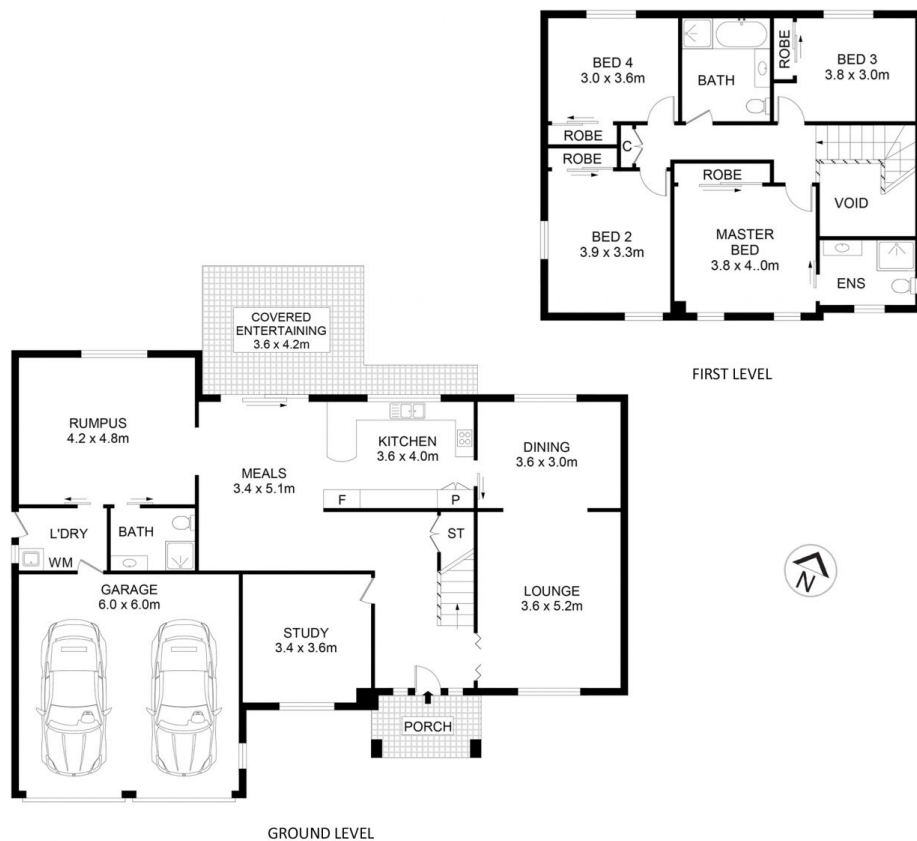 BED 4
3.0 x 3.6m
ROBE
BATH
ROBE
BED 3
3.8 x 3.0m
C
ROBE
BED 2
3.9 x 3.3m
ROBE
MASTER
BED
3.8 x 4..0m
VOID
ENS
FIRST LEVEL
COVERED
ENTERTAINING
3.6 x 4.2m
RUMPUS
4.2 x 4.8m
MEALS
3.4 x 5.1m
KITCHEN
3.6 x 4.0m
F
P
DINING
3.6 x 3.0m
L'DRY
WM
BATH
ST
LOUNGE
3.6 x 5.2m
GARAGE
6.0 x 6.0m
STUDY
3.4 x 3.6m
PORCH
N
GROUND LEVEL